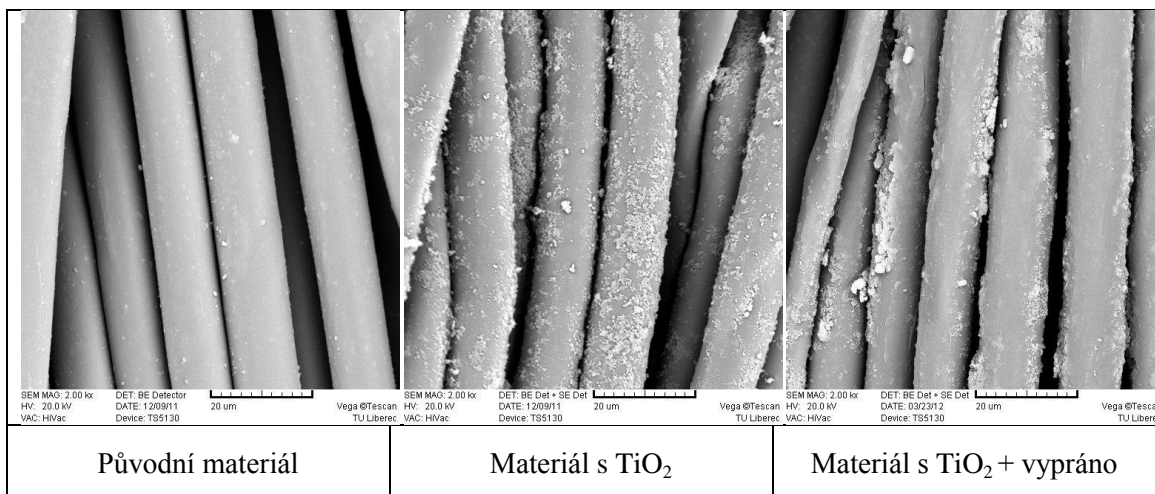 SEM MAG: 2.00 kx DET: BE Detector
HV: 20.0 kV DATE: 12/09/11 20 um Vega ©Tescan
VAC: HiVac Device: TS5130 TU Liberec
SEM MAG: 2.00 kx DET: BE Det + SE Det
HV: 20.0 kV DATE: 12/09/11 20 um Vega ©Tescan
VAC: HiVac Device: TS5130 TU Liberec
SEM MAG: 2.00 kx DET: BE Det + SE Det
HV: 20.0 kV DATE: 03/23/12 20 um Vega ©Tescan
VAC: HiVac Device: TS5130 TU Liberec
Původní materiál
Materiál s TiO₂
Materiál s TiO₂ + vypráno